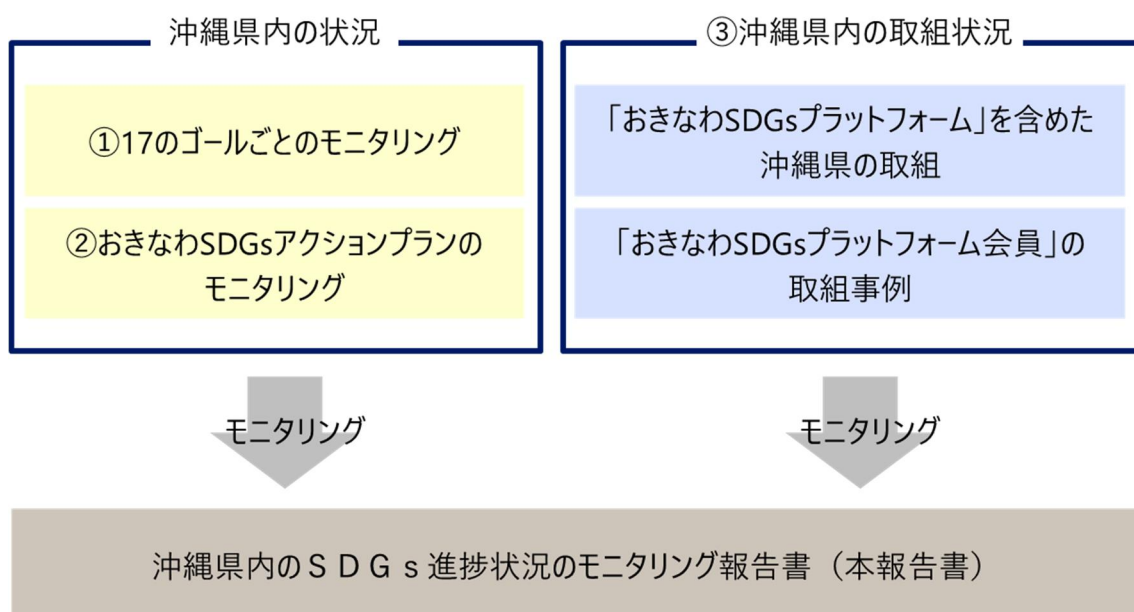 沖縄県内の状況
①17のゴールごとのモニタリング
②おきなわSDGsアクションプランの
モニタリング
③沖縄県内の取組状況
「おきなわSDGsプラットフォーム」を含めた
沖縄県の取組
「おきなわSDGsプラットフォーム会員」の
取組事例
モニタリング
モニタリング
沖縄県内のSDGs進捗状況のモニタリング報告書（本報告書）